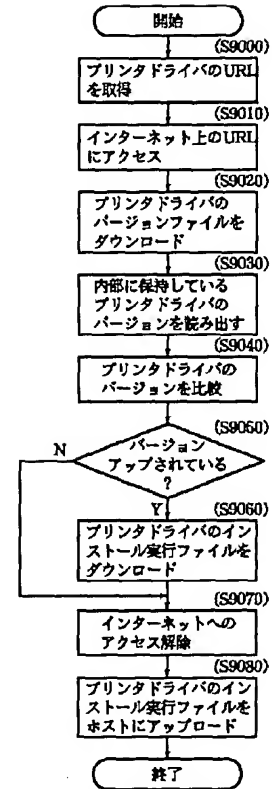 開始
(S9000)
プリンタドライバのURL
を取得
(S9010)
インターネット上のURL
にアクセス
(S9020)
プリンタドライバの
バージョンファイルを
ダウンロード
(S9030)
内部に保持している
プリンタドライバの
バージョンを読み出す
(S9040)
プリンタドライバの
バージョンを比較
(S9050)
N
バージョン
アップされている
?
Y
(S9060)
プリンタドライバのイン
ストール実行ファイルを
ダウンロード
(S9070)
インターネットへの
アクセス解除
(S9080)
プリンタドライバのイン
ストール実行ファイルを
ホストにアップロード
終了